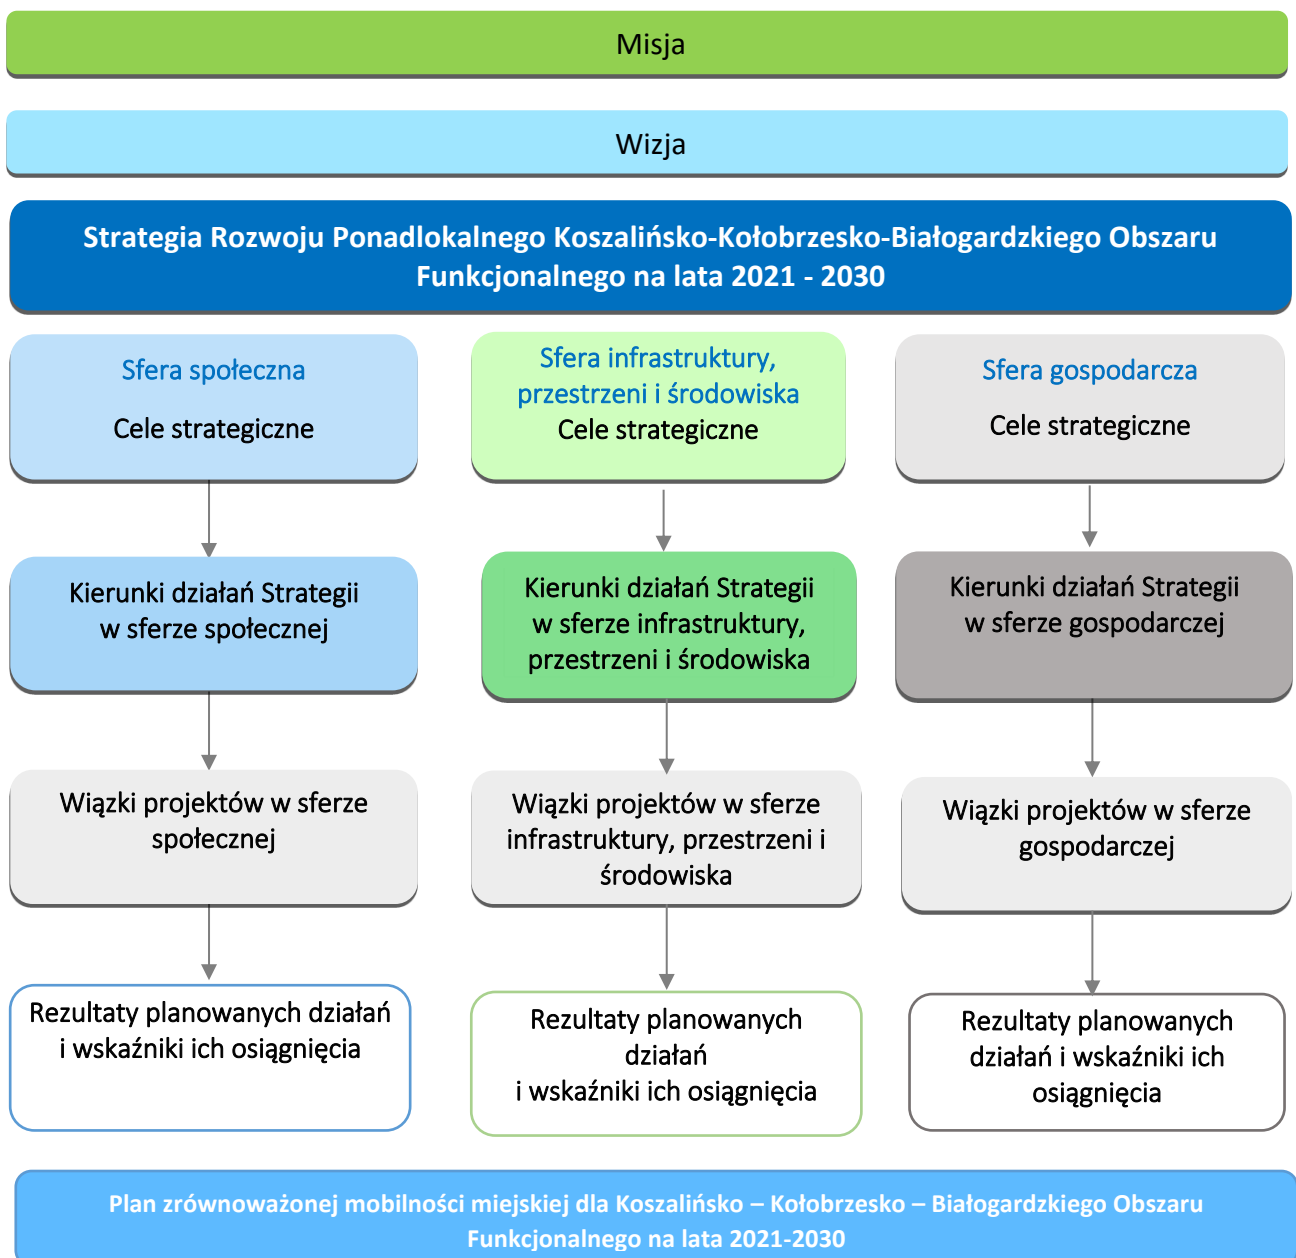 Misja
Wizja
Strategia Rozwoju Ponadlokalnego Koszalińsko-Kołobrzesko-Białogardzkiego Obszaru
Funkcjonalnego na lata 2021 - 2030
Sfera społeczna
Cele strategiczne
Sfera infrastruktury,
przestrzeni i środowiska
Cele strategiczne
Sfera gospodarcza
Cele strategiczne
Kierunki działań Strategii
w sferze społecznej
Kierunki działań Strategii
w sferze infrastruktury,
przestrzeni i środowiska
Kierunki działań Strategii
w sferze gospodarczej
Wiązki projektów w sferze
społecznej
Wiązki projektów w sferze
infrastruktury, przestrzeni i
środowiska
Wiązki projektów w sferze
gospodarczej
Rezultaty planowanych działań
i wskaźniki ich osiągnięcia
Rezultaty planowanych
działań
i wskaźniki ich osiągnięcia
Rezultaty planowanych
działań i wskaźniki ich
osiągnięcia
Plan zrównoważonej mobilności miejskiej dla Koszalińsko – Kołobrzesko – Białogardzkiego Obszaru
Funkcjonalnego na lata 2021-2030